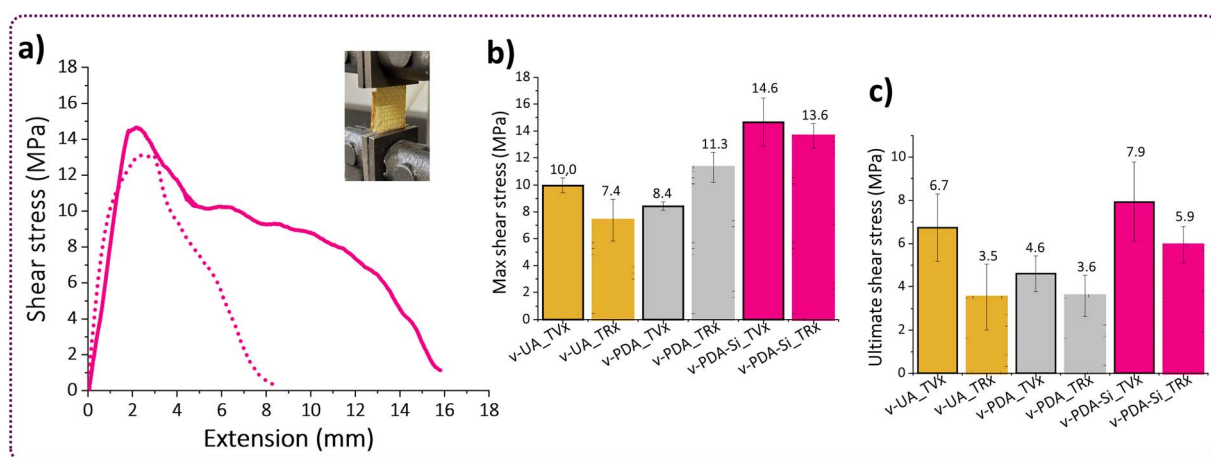 a)
Shear stress (MPa)
18
16
14
12
10
8
6
4
2
0
0 2 4 6 8 10 12 14 16 18
Extension (mm)
b)
Max shear stress (MPa)
18
16
14
12
10
8
6
4
2
0
10,0
7.4
8.4
11.3
14.6
13.6
v-UA_TVx
v-UA_TRx
v-PDA_TVx
v-PDA_TRx
v-PDA-Si_TVx
v-PDA-Si_TRx
c)
Ultimate shear stress (MPa)
10
8
6
4
2
0
6.7
3.5
4.6
3.6
7.9
5.9
v-UA_TVx
v-UA_TRx
v-PDA_TVx
v-PDA_TRx
v-PDA-Si_TVx
v-PDA-Si_TRx